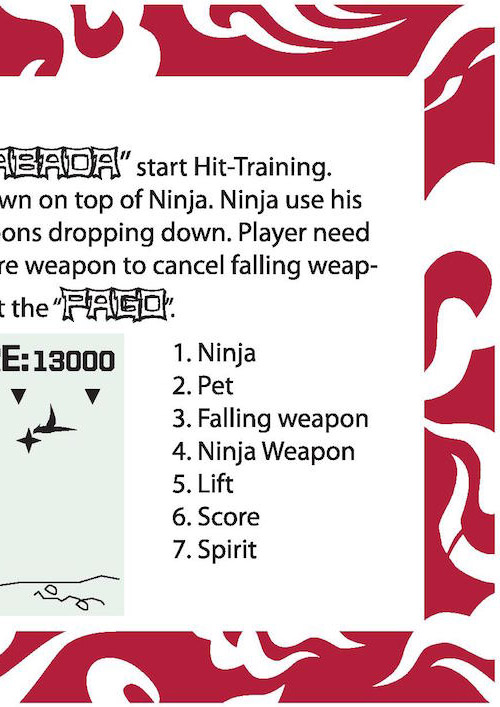 ABADA” start Hit-Training.
wn on top of Ninja. Ninja use his
ons dropping down. Player need
re weapon to cancel falling weap-
t the “PAGO”.
E:13000
1. Ninja
2. Pet
3. Falling weapon
4. Ninja Weapon
5. Lift
6. Score
7. Spirit